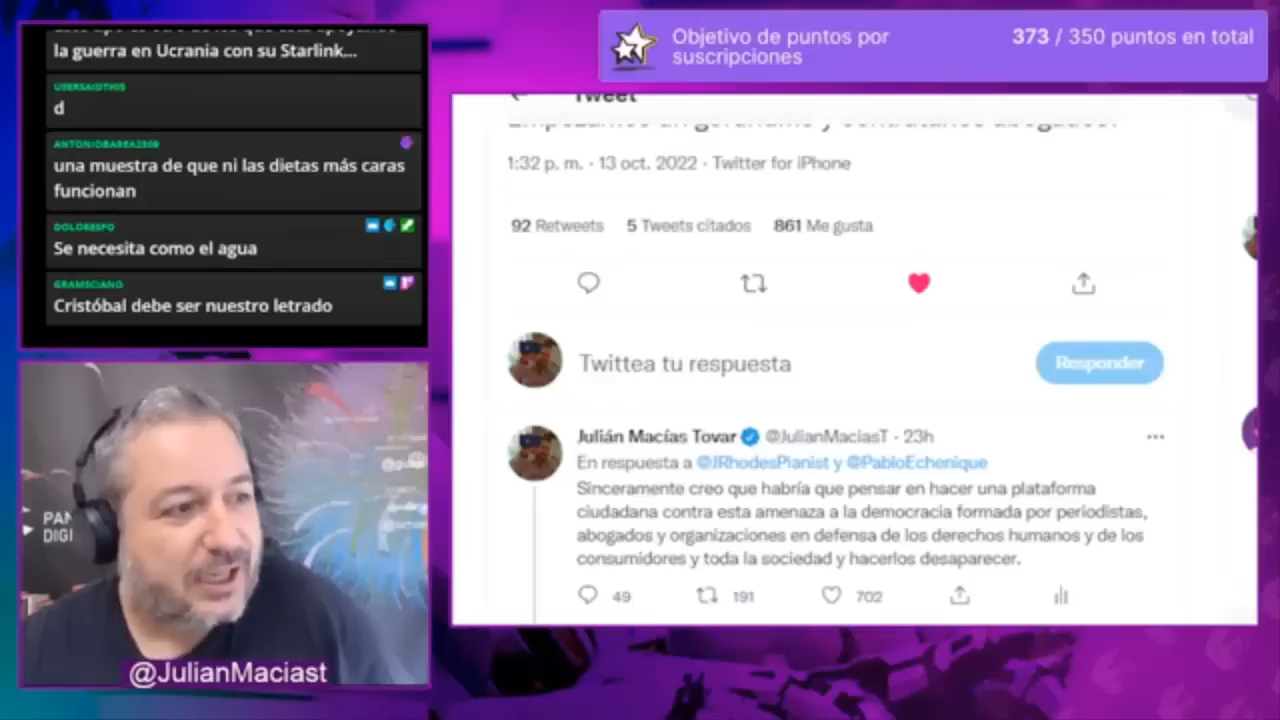 la guerra en Ucrania con su Starlink...
USERSAIDTHIS
d
una muestra de que ni las dietas más caras
funcionan
DOLORESPO
Se necesita como el agua
GRAMSCIANO
Cristóbal debe ser nuestro letrado
PAN
DIGI
@JulianMaciast
Objetivo de puntos por
suscripciones
373 / 350 puntos en total
Tweet
1:32 p. m. · 13 oct. 2022 · Twitter for iPhone
92 Retweets 5 Tweets citados 861 Me gusta
Twittea tu respuesta
Responder
Julián Macías Tovar @JulianMaciasT · 23h
En respuesta a @JRhodesPianist y @PabloEchenique
Sinceramente creo que habría que pensar en hacer una plataforma
ciudadana contra esta amenaza a la democracia formada por periodistas,
abogados y organizaciones en defensa de los derechos humanos y de los
consumidores y toda la sociedad y hacerlos desaparecer.
49 191 702